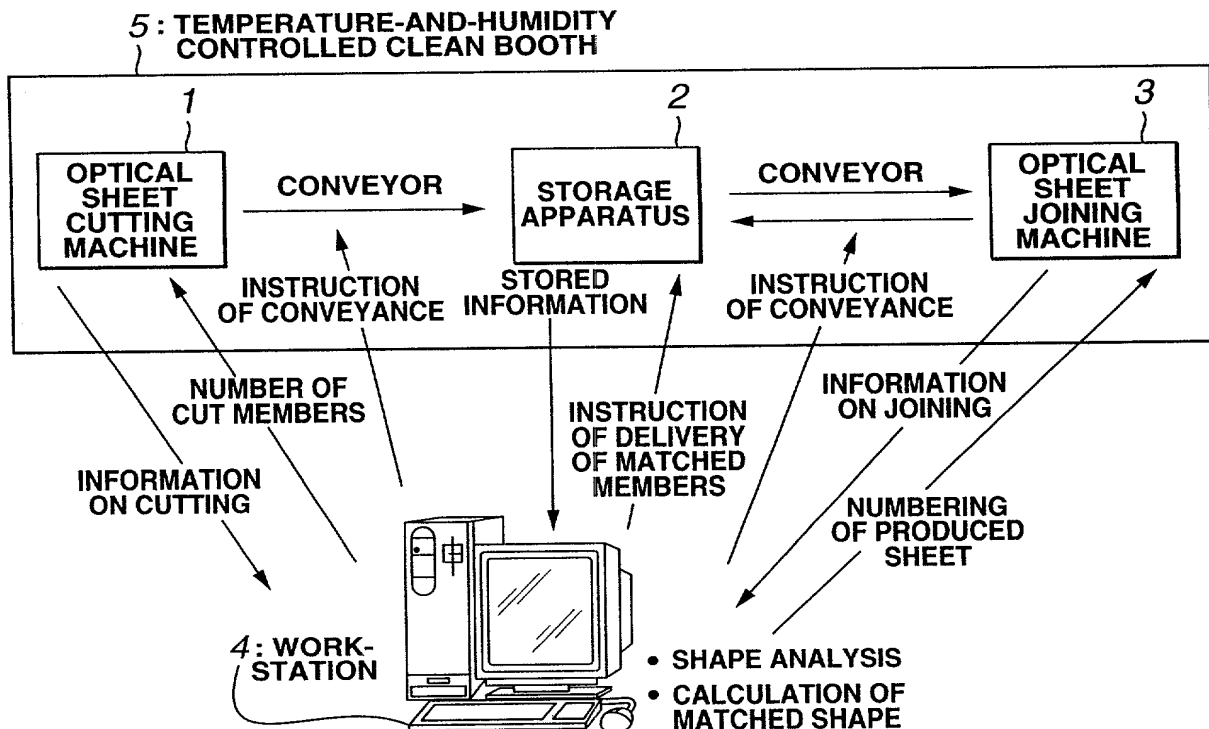 5 : TEMPERATURE-AND-HUMIDITY
CONTROLLED CLEAN BOOTH
1
2
3
OPTICAL
SHEET
CUTTING
MACHINE
CONVEYOR
STORAGE
APPARATUS
CONVEYOR
OPTICAL
SHEET
JOINING
MACHINE
INSTRUCTION
OF CONVEYANCE
STORED
INFORMATION
INSTRUCTION
OF CONVEYANCE
NUMBER OF
CUT MEMBERS
INFORMATION
ON CUTTING
INSTRUCTION
OF DELIVERY
OF MATCHED
MEMBERS
INFORMATION
ON JOINING
NUMBERING
OF PRODUCED
SHEET
4 : WORK-
STATION
• SHAPE ANALYSIS
• CALCULATION OF
MATCHED SHAPE